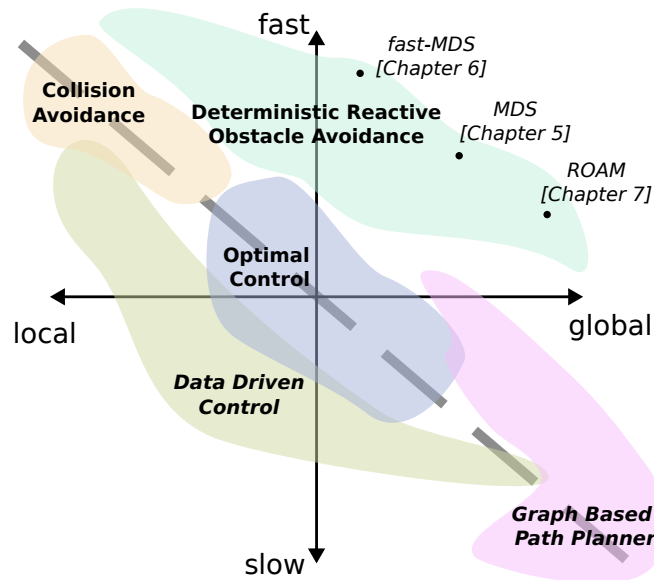 fast
fast-MDS
[Chapter 6]
Collision
Avoidance
Deterministic Reactive
Obstacle Avoidance
MDS
[Chapter 5]
ROAM
[Chapter 7]
Optimal
Control
local
global
Data Driven
Control
Graph Based
Path Planner
slow